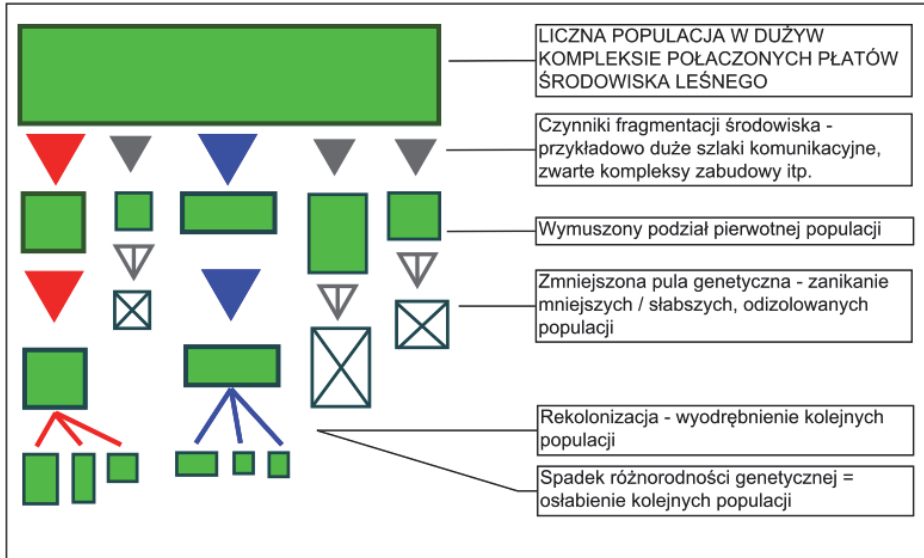 LICZNA POPULACJA W DUŻYW
KOMPLEKSIE POŁACZONYCH PŁATÓW
ŚRODOWISKA LEŚNEGO
Czynniki fragmentacji środowiska -
przykładowo duże szlaki komunikacyjne,
zwarte kompleksy zabudowy itp.
Wymuszony podział pierwotnej populacji
Zmniejszona pula genetyczna - zanikanie
mniejszych / słabszych, odizolowanych
populacji
Rekolonizacja - wyodrębnienie kolejnych
populacji
Spadek różnorodności genetycznej =
osłabienie kolejnych populacji